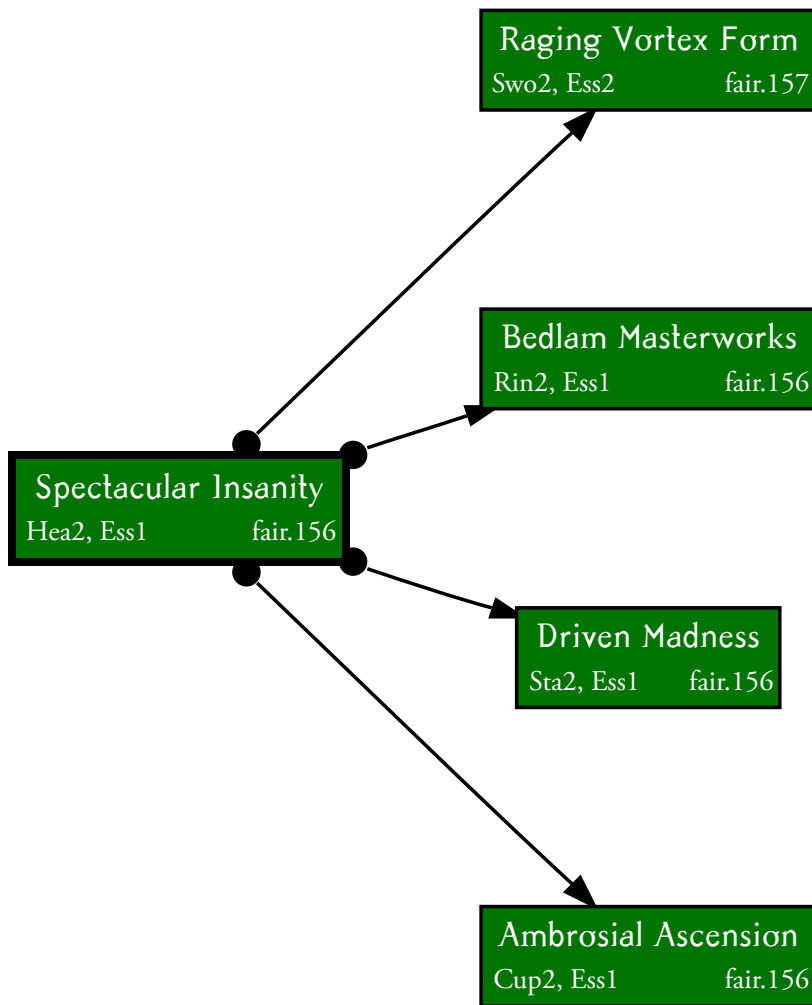 Raging Vortex Form
Swo2, Ess2 fair.157
Bedlam Masterworks
Rin2, Ess1 fair.156
Spectacular Insanity
Hea2, Ess1 fair.156
Driven Madness
Sta2, Ess1 fair.156
Ambrosial Ascension
Cup2, Ess1 fair.156